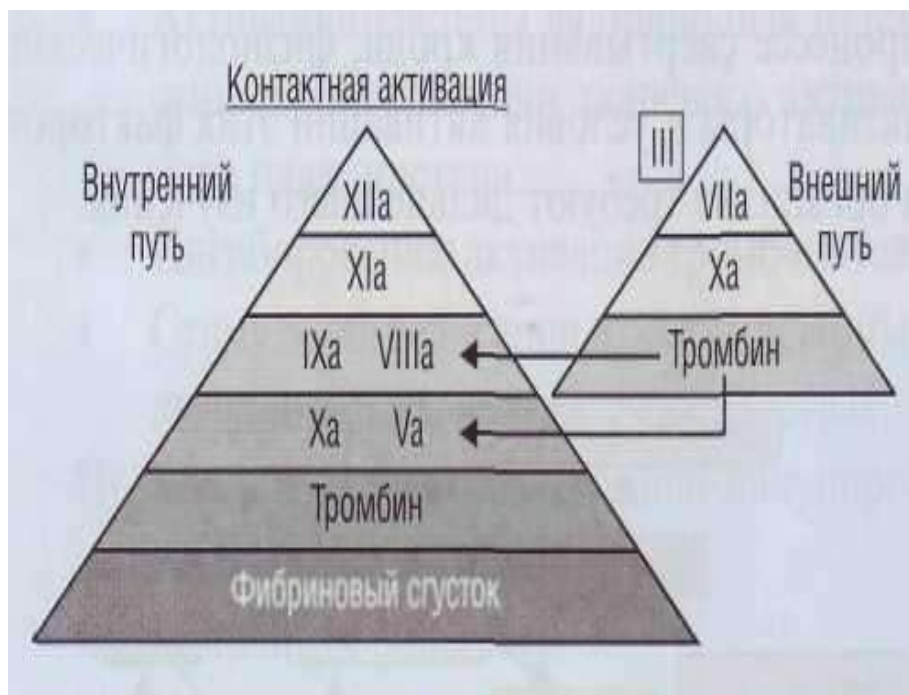 Контактная активация
Внутренний
путь
XIIa
XIa
IXa VIIIa
Xa Va
Тромбин
Фибриновый сгусток
III
VIIa
Внешний
путь
Xa
Тромбин